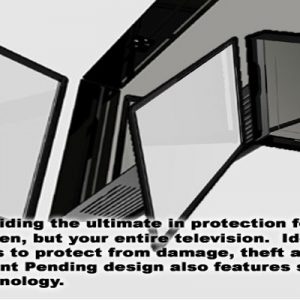 iding the ultimate in protection f
en, but your entire television. Id
s to protect from damage, theft a
nt Pending design also features s
nology.